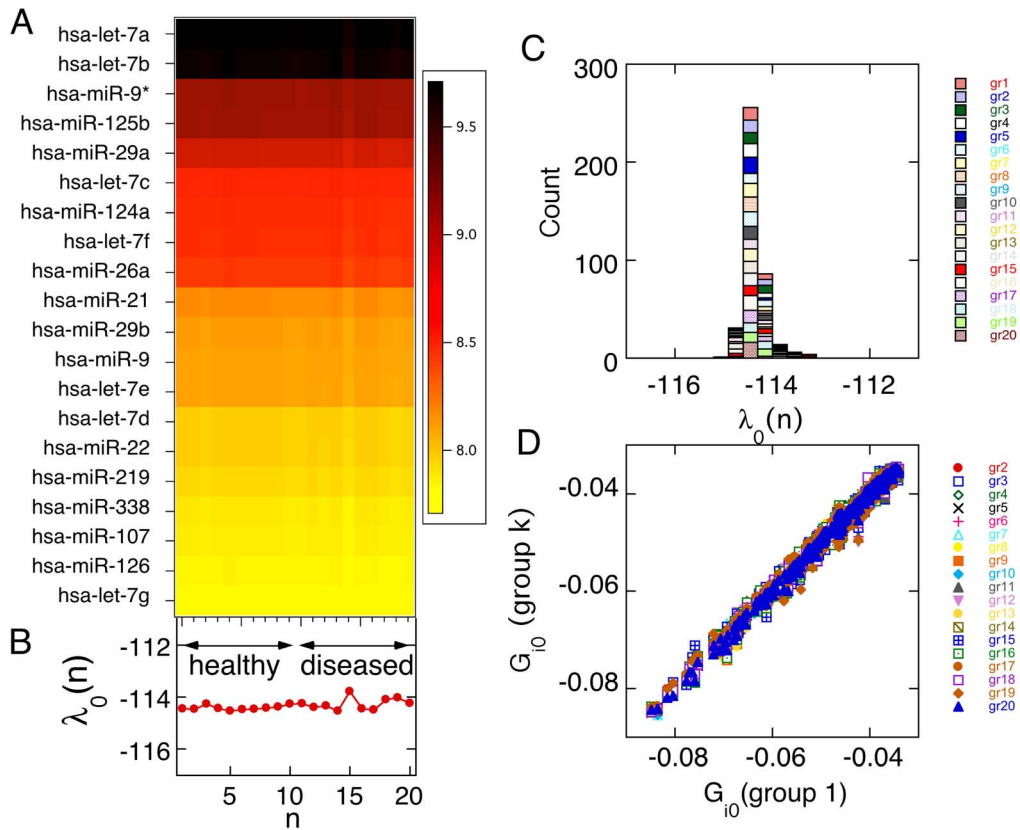 A
hsa-let-7a
hsa-let-7b
hsa-miR-9*
hsa-miR-125b
hsa-miR-29a
hsa-let-7c
hsa-miR-124a
hsa-let-7f
hsa-miR-26a
hsa-miR-21
hsa-miR-29b
hsa-miR-9
hsa-let-7e
hsa-let-7d
hsa-miR-22
hsa-miR-219
hsa-miR-338
hsa-miR-107
hsa-miR-126
hsa-let-7g
9.5
9.0
8.5
8.0
B
-112
-114
-116
λ0(n)
healthy
diseased
5 10 15 20
n
C
300
200
100
0
Count
-116 -114 -112
λ0(n)
gr1
gr2
gr3
gr4
gr5
gr6
gr7
gr8
gr9
gr10
gr11
gr12
gr13
gr14
gr15
gr16
gr17
gr18
gr19
gr20
D
-0.04
-0.06
-0.08
Gi0 (group k)
-0.08 -0.06 -0.04
Gi0(group 1)
gr2
gr3
gr4
gr5
gr6
gr7
gr8
gr9
gr10
gr11
gr12
gr13
gr14
gr15
gr16
gr17
gr18
gr19
gr20